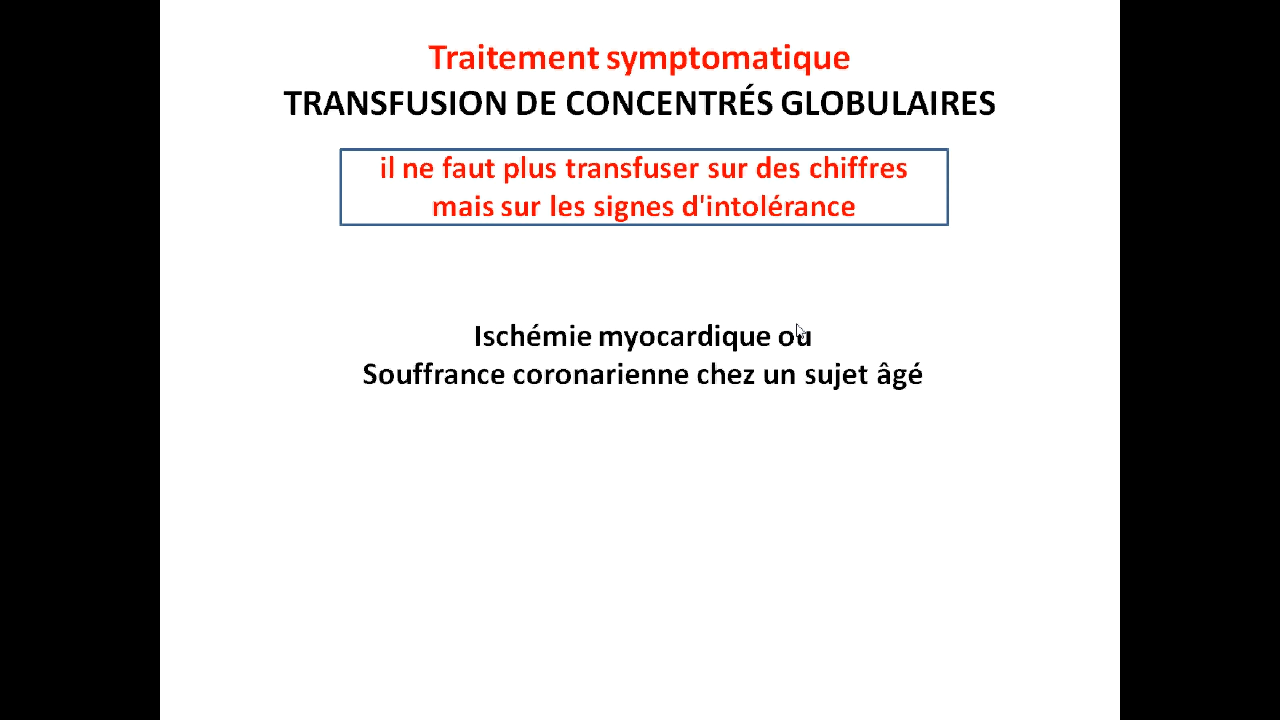 Traitement symptomatique
TRANSFUSION DE CONCENTRÉS GLOBULAIRES
il ne faut plus transfuser sur des chiffres
mais sur les signes d'intolérance
Ischémie myocardique ou
Souffrance coronarienne chez un sujet âgé